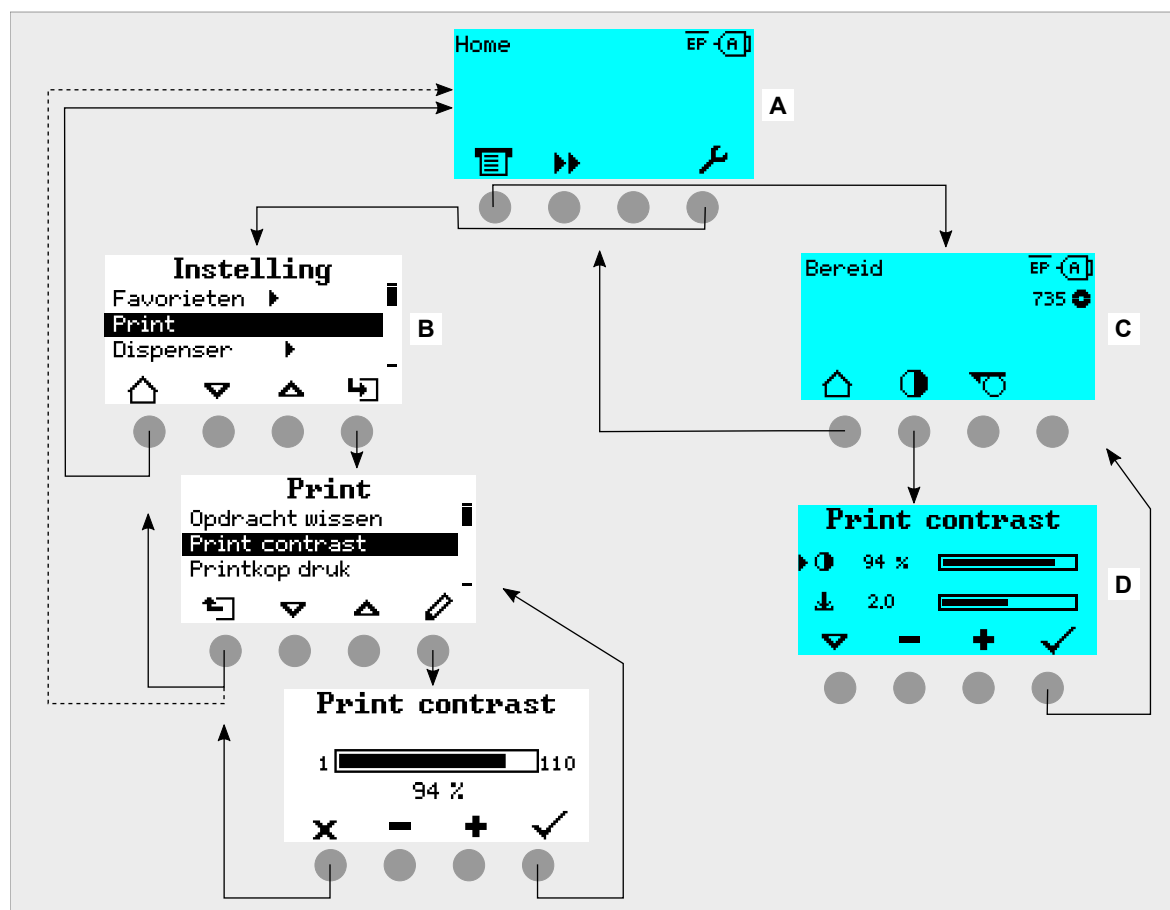 Home EP A
A
Instelling
Favorieten
Print
Dispenser
B
Bereid EP A
735
C
Print
Opdracht wissen
Print contrast
Printkop druk
Print contrast
94 %
2.0
D
Print contrast
1 110
94 %